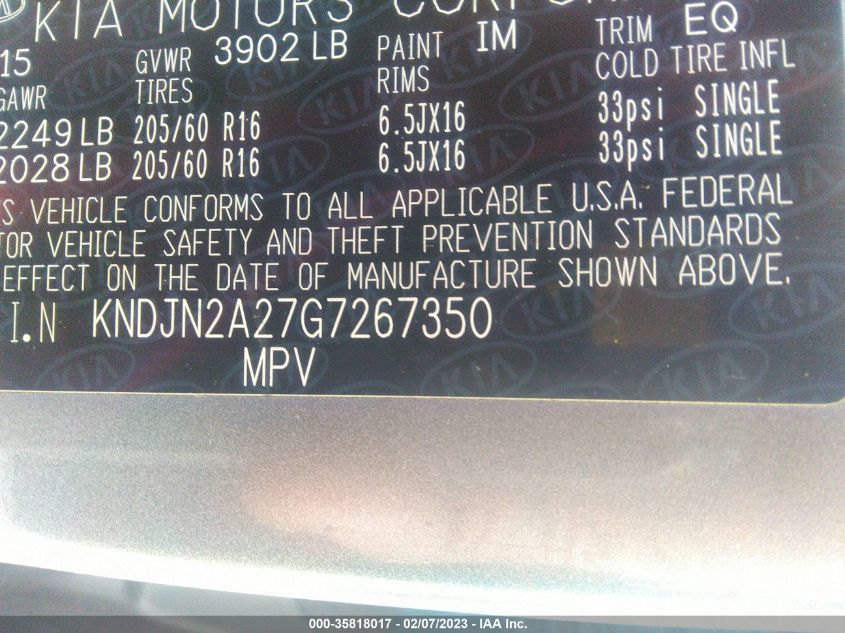 KIA MOTORS
15 GVWR 3902 LB PAINT IM TRIM EQ
GAWR TIRES RIMS COLD TIRE INFL
2249 LB 205/60 R16 6.5JX16 33psi SINGLE
2028 LB 205/60 R16 6.5JX16 33psi SINGLE
S VEHICLE CONFORMS TO ALL APPLICABLE U.S.A. FEDERAL
TOR VEHICLE SAFETY AND THEFT PREVENTION STANDARDS
EFFECT ON THE DATE OF MANUFACTURE SHOWN ABOVE.
I.N KNDJN2A27G7267350
MPV
000-35818017 - 02/07/2023 - IAA Inc.